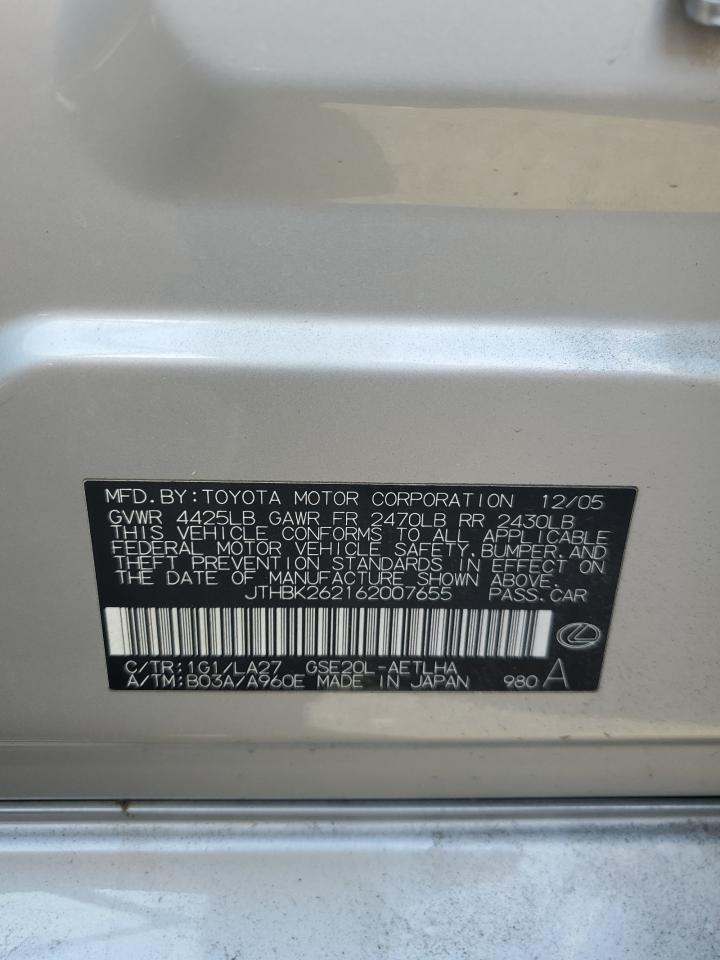 MFD.BY:TOYOTA MOTOR CORPORATION 12/05
GVWR 4425LB GAWR FR 2470LB RR 2430LB
THIS VEHICLE CONFORMS TO ALL APPLICABLE
FEDERAL MOTOR VEHICLE SAFETY,BUMPER,AND
THEFT PREVENTION STANDARDS IN EFFECT ON
THE DATE OF MANUFACTURE SHOWN ABOVE.
JTHBK262162007655 PASS.CAR
C/TR:1G1/LA27 GSE20L-AETLHA
A/TM:B03A/A960E MADE IN JAPAN 980 A